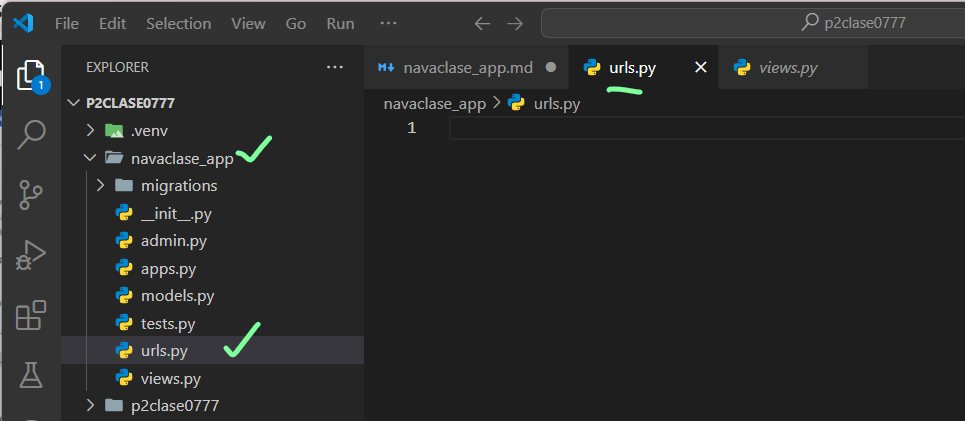 File Edit Selection View Go Run ··· p2clase0777
EXPLORER ···
navaclase_app.md urls.py views.py
1
P2CLASE0777
navaclase_app > urls.py
1
.venv
navaclase_app
migrations
__init__.py
admin.py
apps.py
models.py
tests.py
urls.py
views.py
p2clase0777